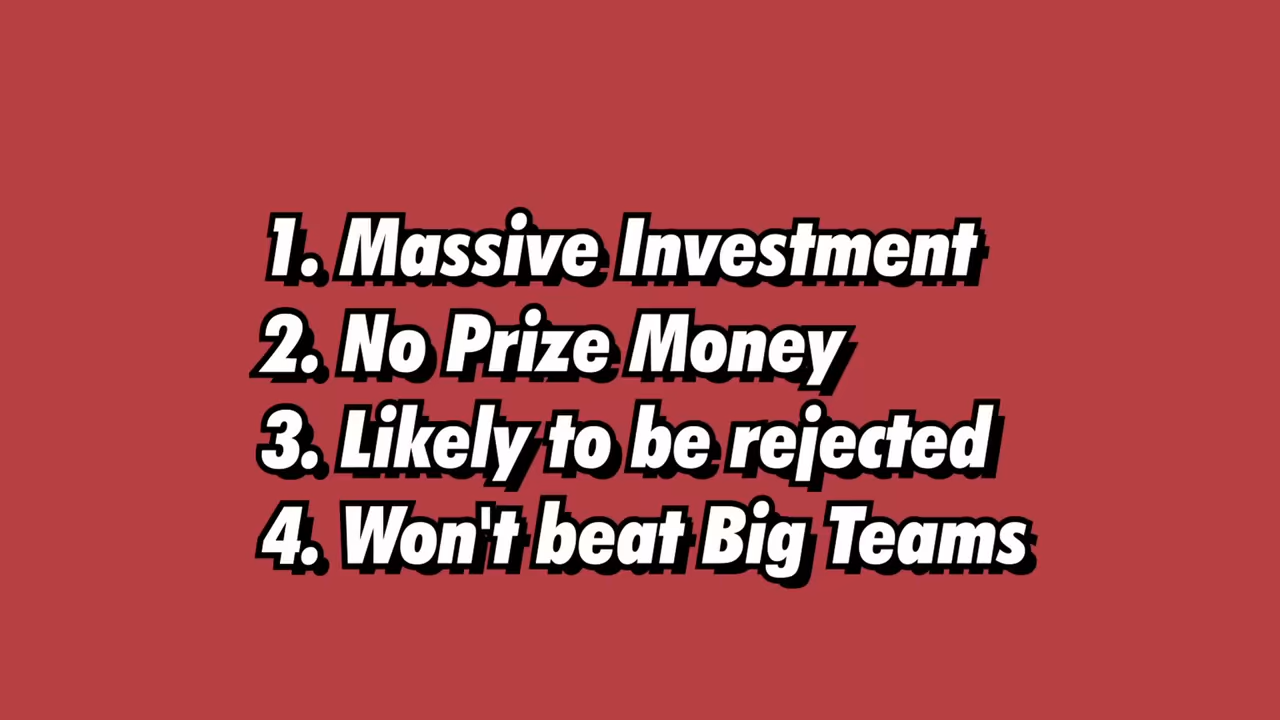 1. Massive Investment
2. No Prize Money
3. Likely to be rejected
4. Won't beat Big Teams